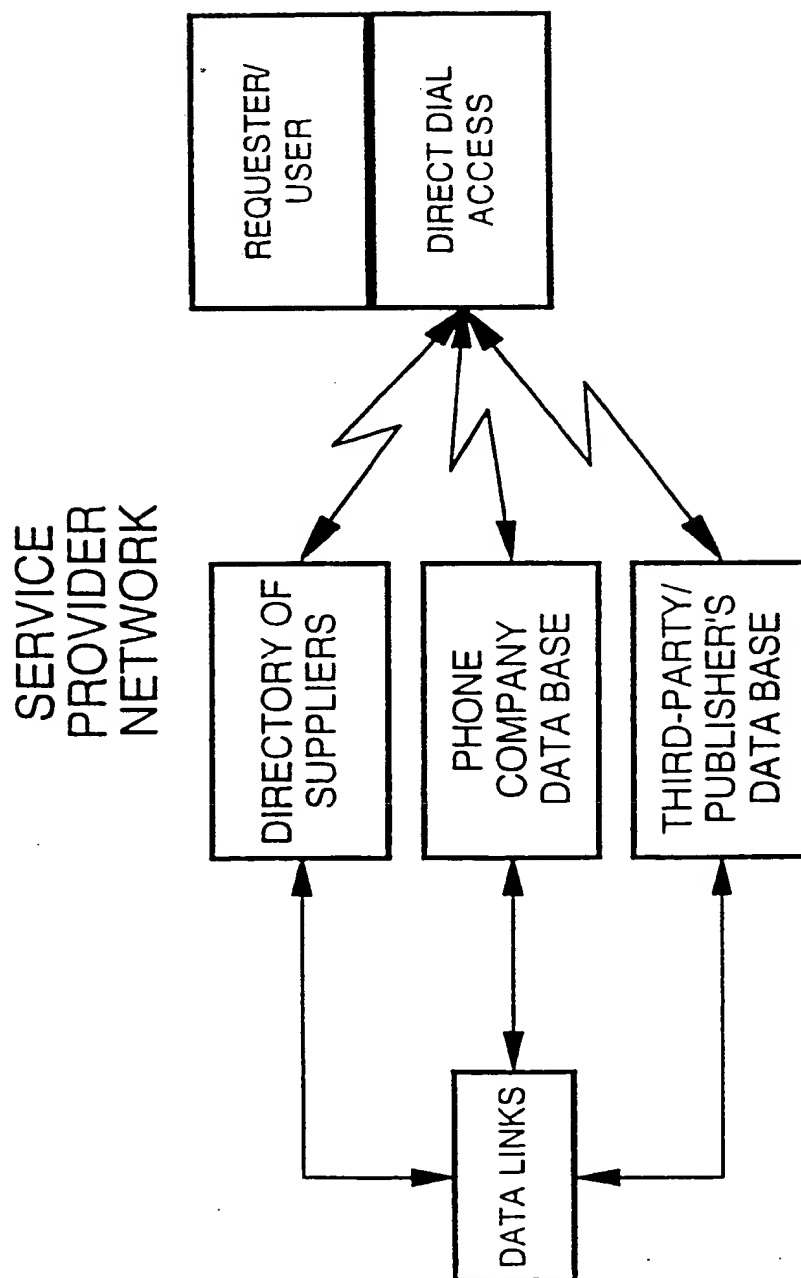 SERVICE
PROVIDER
NETWORK
REQUESTER/
USER
DIRECT DIAL
ACCESS
DIRECTORY OF
SUPPLIERS
PHONE
COMPANY
DATA BASE
THIRD-PARTY/
PUBLISHER'S
DATA BASE
DATA LINKS